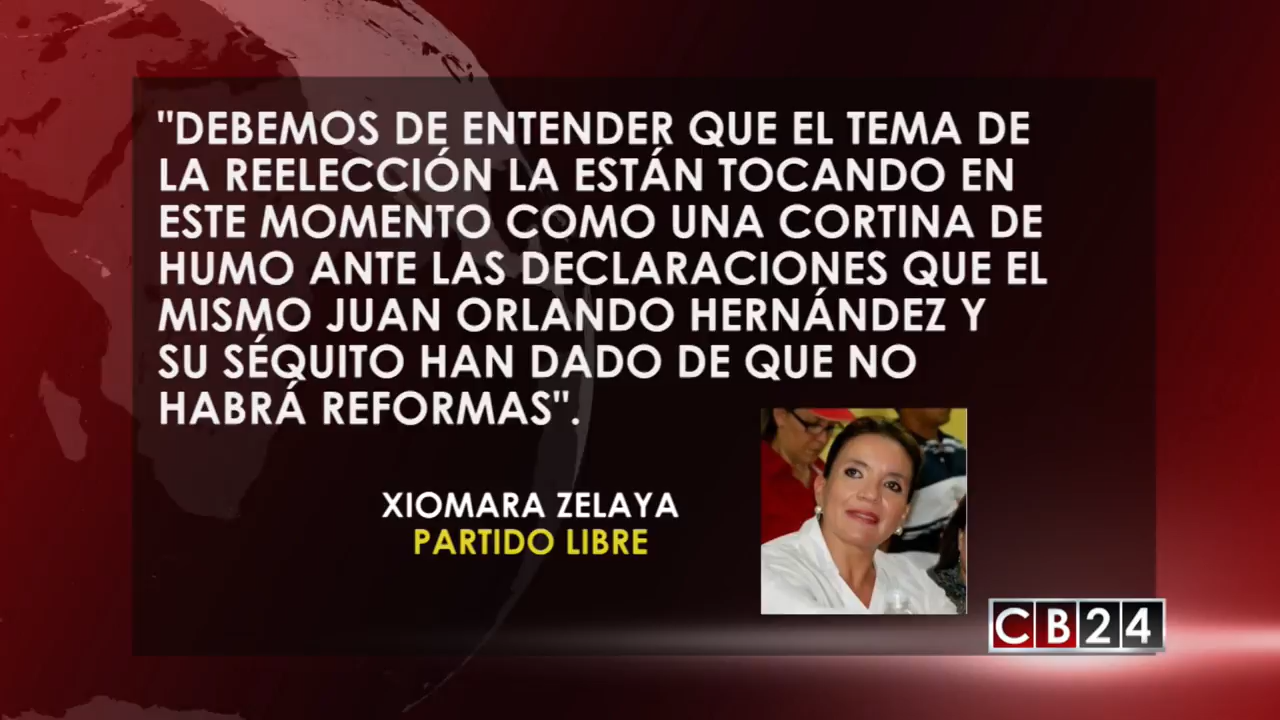 "DEBEMOS DE ENTENDER QUE EL TEMA DE
LA REELECCIÓN LA ESTÁN TOCANDO EN
ESTE MOMENTO COMO UNA CORTINA DE
HUMO ANTE LAS DECLARACIONES QUE EL
MISMO JUAN ORLANDO HERNÁNDEZ Y
SU SÉQUITO HAN DADO DE QUE NO
HABRÁ REFORMAS".
XIOMARA ZELAYA
PARTIDO LIBRE
CB24